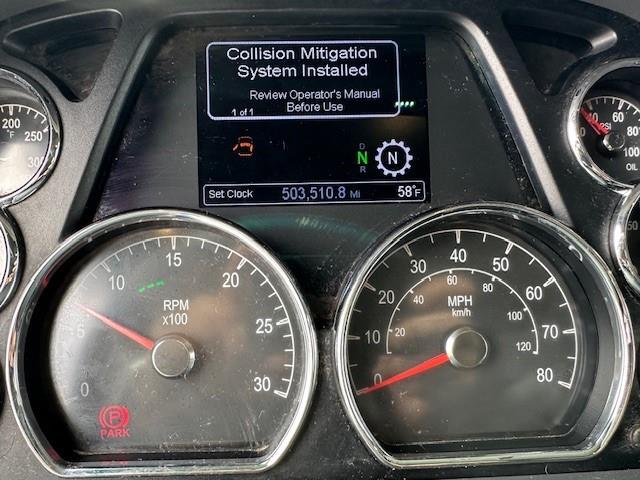 Collision Mitigation
System Installed
Review Operator's Manual
Before Use
1 of 1
D
N
R
N
Set Clock 503,510.8 MI 58°F
200
°F
250
300
40 60
PSI
80
100
OIL
0
5
10
15
20
25
30
RPM
x100
PARK
0
10
20
30
40
50
60
70
80
MPH
km/h
20
40
60
80
100
120